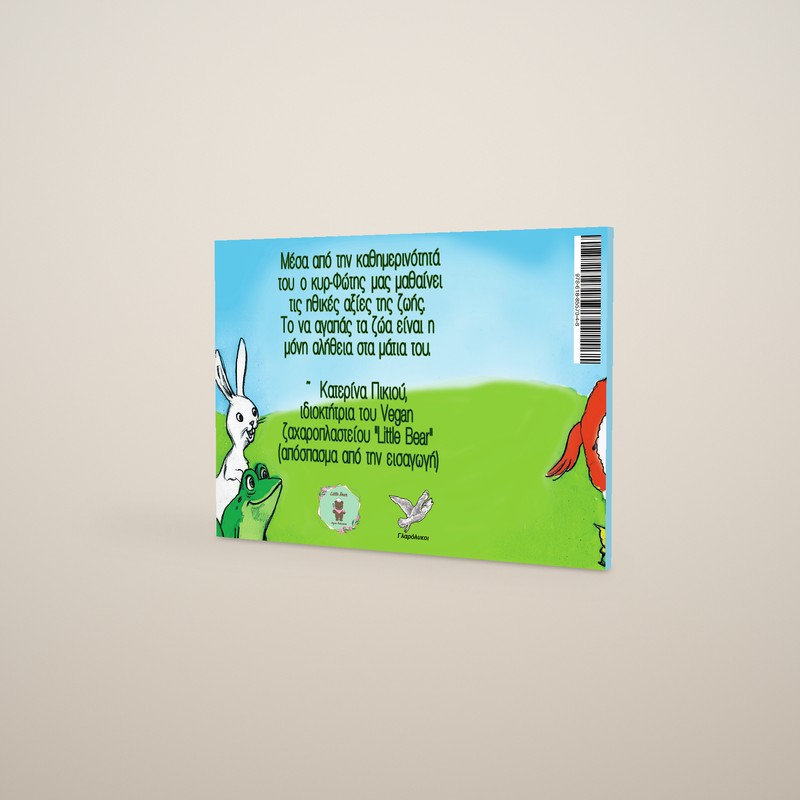 Μέσα από την καθημερινότητά
του ο κυρ-Φώτης μας μαθαίνει
τις ηθικές αξίες της ζωής.
Το να αγαπάς τα ζώα είναι η
μόνη αλήθεια στα μάτια του.
" Κατερίνα Πικιού,
ιδιοκτήτρια του Vegan
ζαχαροπλαστείου "Little Bear"
(απόσπασμα από την εισαγωγή)
Little Bear
Γλαρόλυκοι